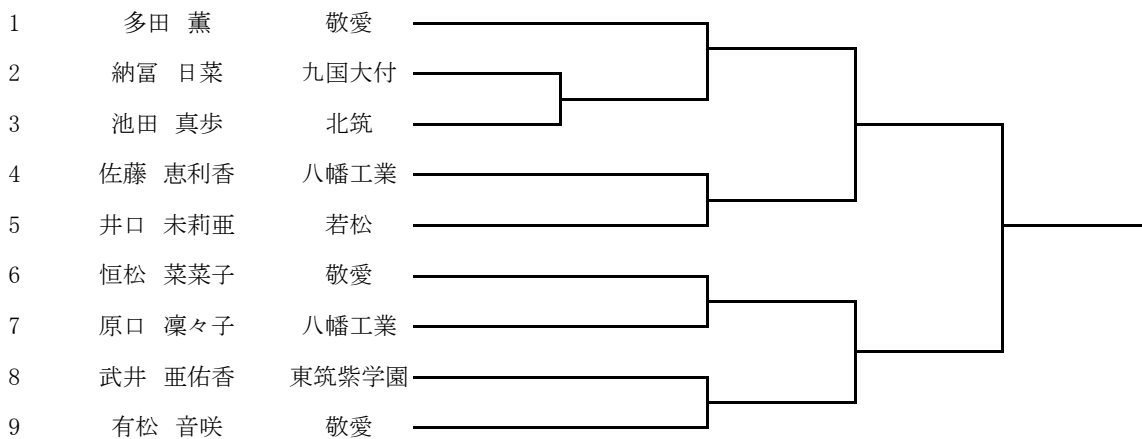 1 多田 薫 敬愛
2 納冨 日菜 九国大付
3 池田 真歩 北筑
4 佐藤 恵利香 八幡工業
5 井口 未莉亜 若松
6 恒松 菜菜子 敬愛
7 原口 凜々子 八幡工業
8 武井 亜佑香 東筑紫学園
9 有松 音咲 敬愛